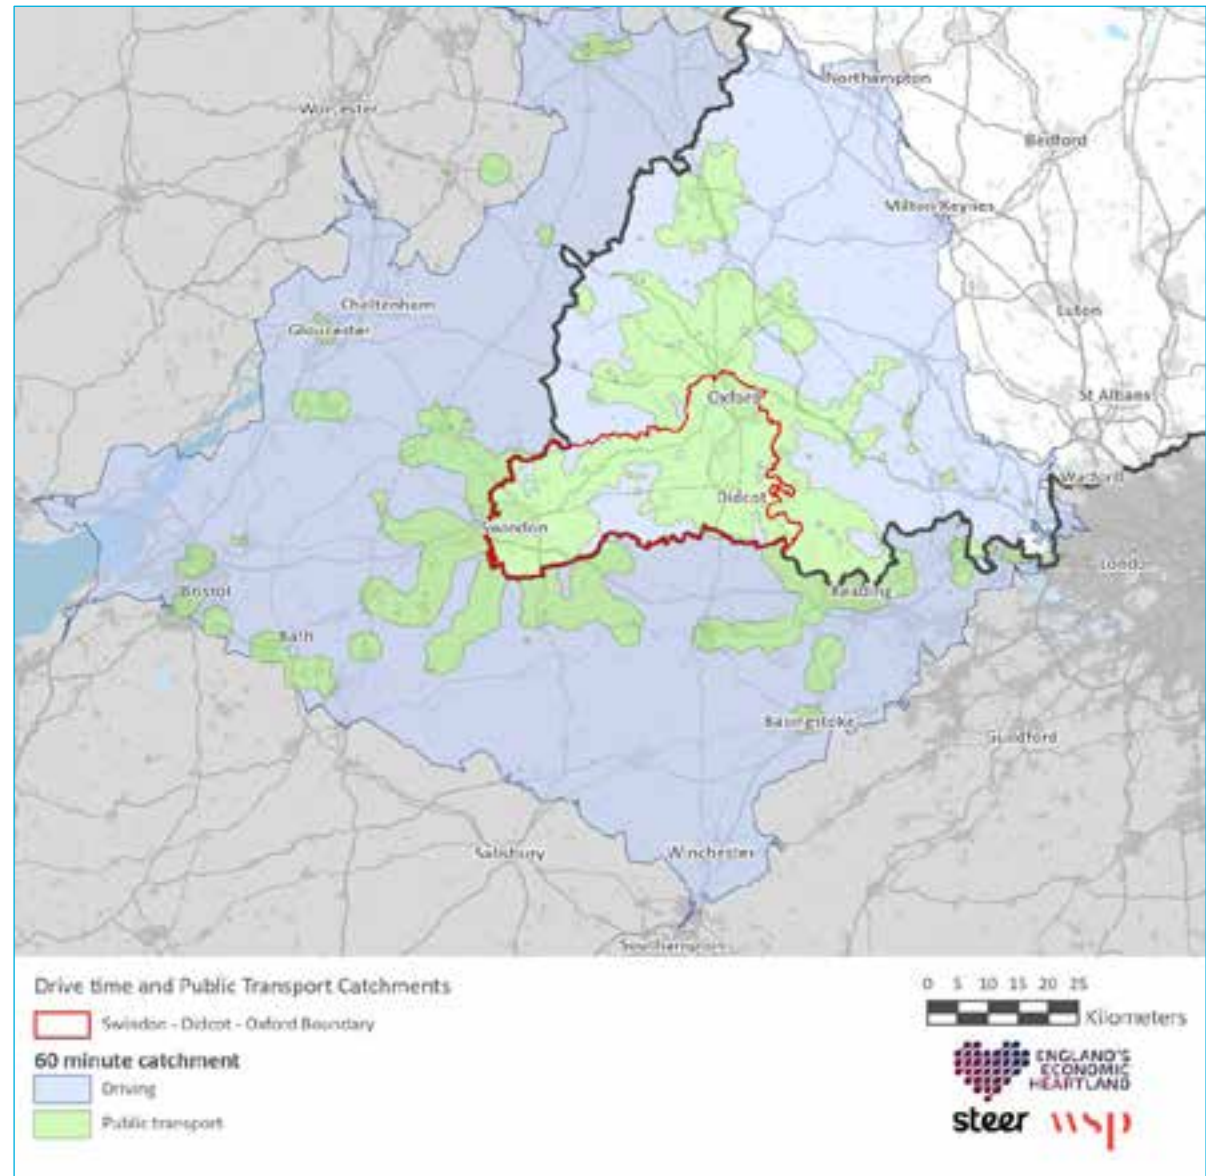 Northampton
Worcester
Bedford
Milton Keynes
Cheltenham
Luton
Gloucester
St Albans
Oxford
Watford
Didcot
Swindon
London
Bristol
Reading
Bath
Basingstoke
Guildford
Salisbury
Winchester
Southampton
Drive time and Public Transport Catchments
Swindon - Didcot - Oxford Boundary
60 minute catchment
Driving
Public transport
0 5 10 15 20 25
Kilometers
ENGLAND'S
ECONOMIC
HEARTLAND
steer wsp